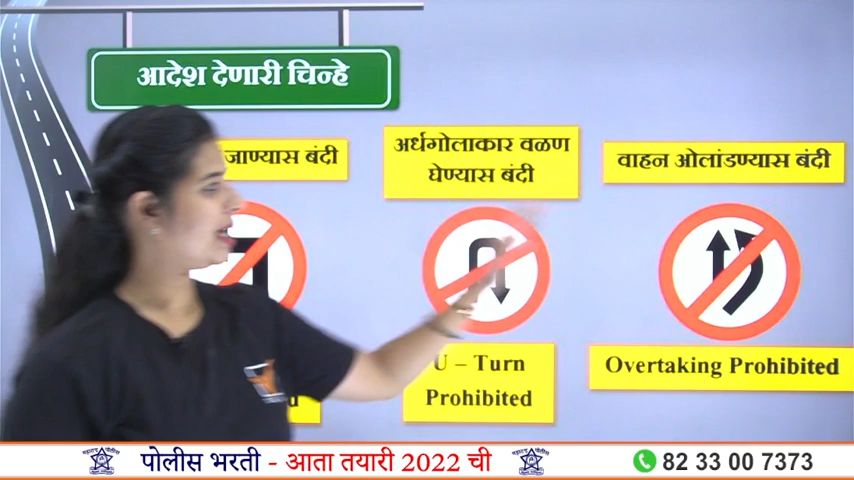 आदेश देणारी चिन्हे
जाण्यास बंदी
अर्धगोलाकार वळण
घेण्यास बंदी
वाहन ओलांडण्यास बंदी
U – Turn
Prohibited
Overtaking Prohibited
पोलीस भरती - आता तयारी 2022 ची
82 33 00 7373